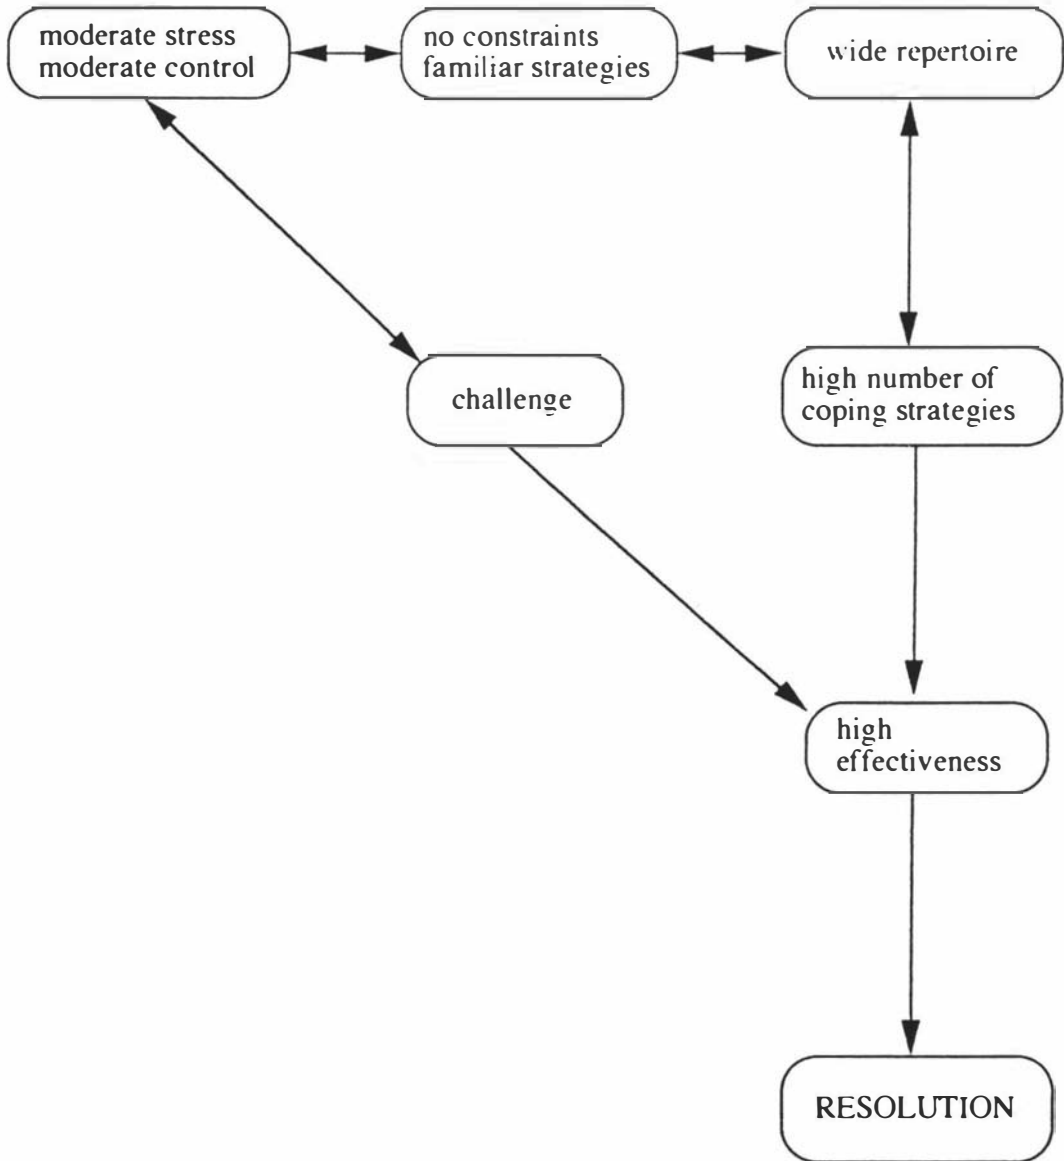 moderate stress
moderate control
no constraints
familiar strategies
wide repertoire
challenge
high number of
coping strategies
high
effectiveness
RESOLUTION